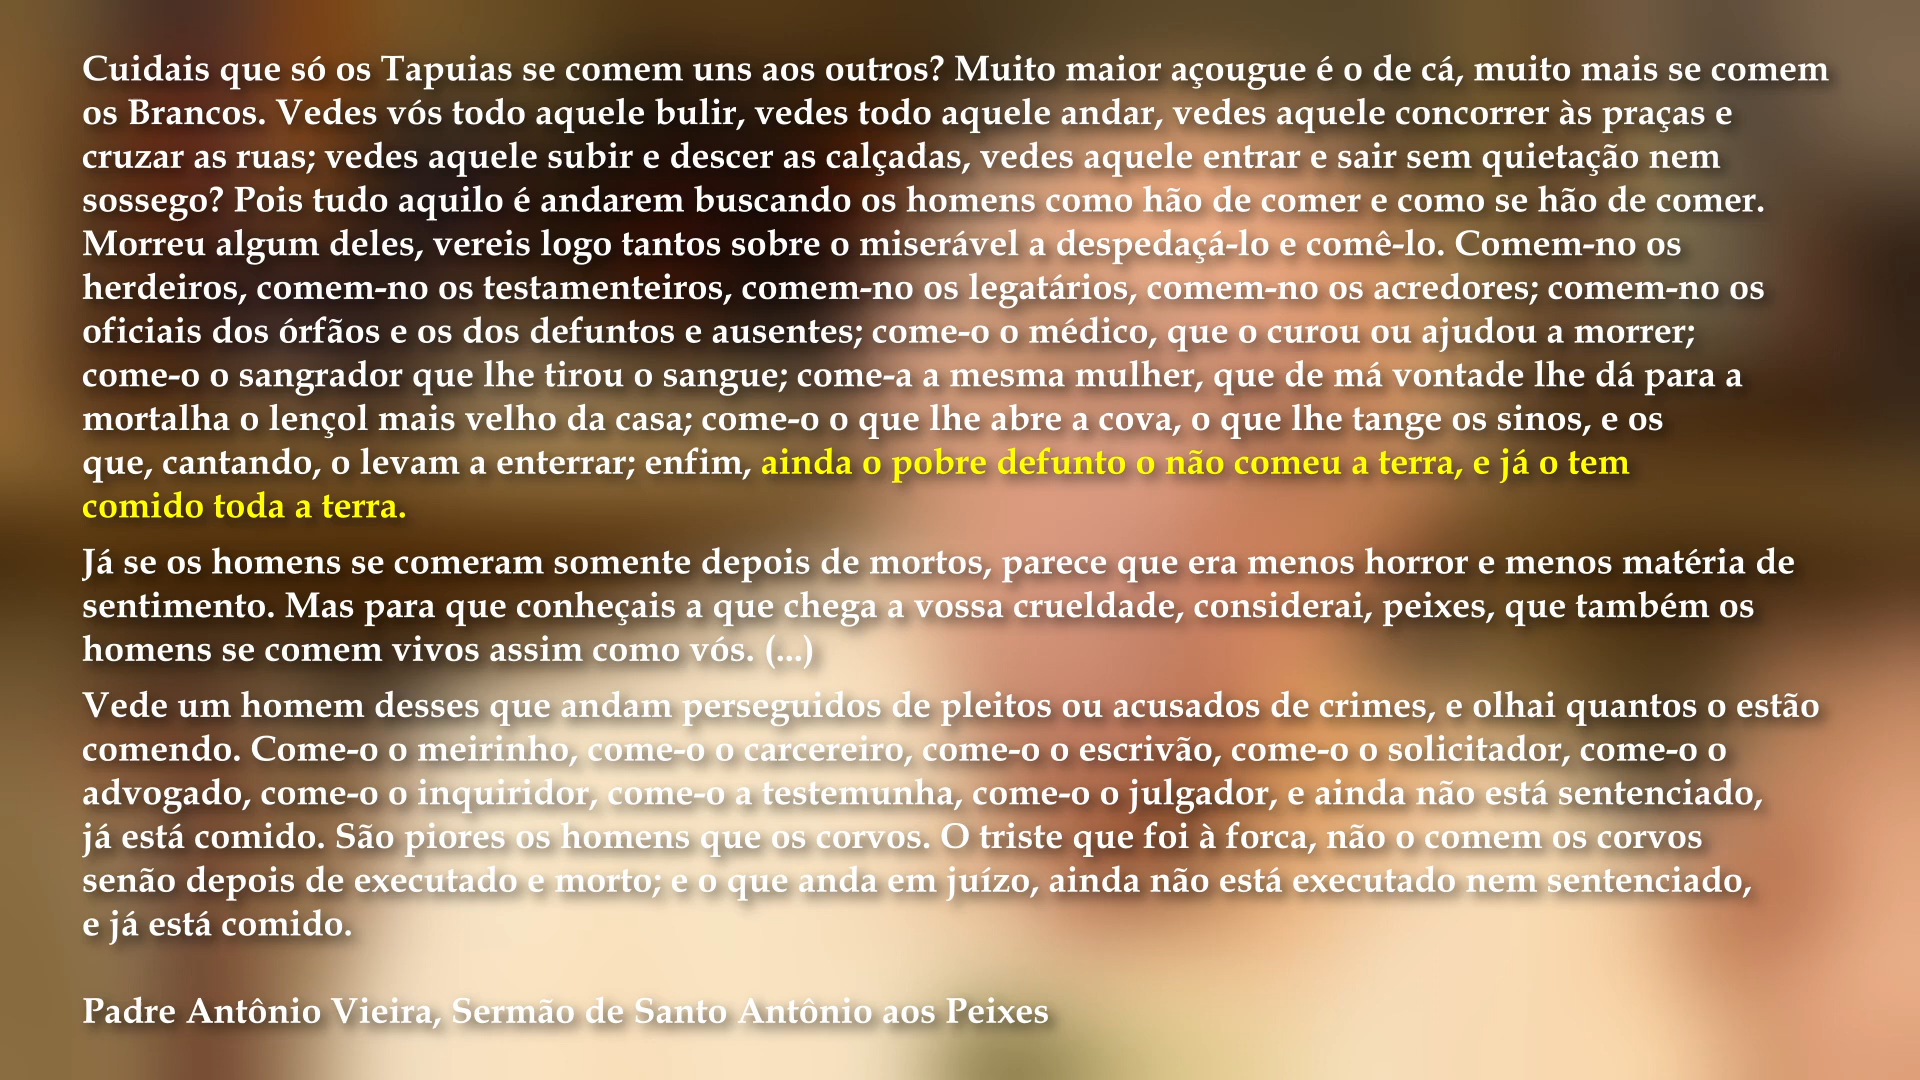 Cuidais que só os Tapuias se comem uns aos outros? Muito maior açougue é o de cá, muito mais se comem
os Brancos. Vedes vós todo aquele bulir, vedes todo aquele andar, vedes aquele concorrer às praças e
cruzar as ruas; vedes aquele subir e descer as calçadas, vedes aquele entrar e sair sem quietação nem
sossego? Pois tudo aquilo é andarem buscando os homens como hão de comer e como se hão de comer.
Morreu algum deles, vereis logo tantos sobre o miserável a despedaçá-lo e comê-lo. Comem-no os
herdeiros, comem-no os testamenteiros, comem-no os legatários, comem-no os acredores; comem-no os
oficiais dos órfãos e os dos defuntos e ausentes; come-o o médico, que o curou ou ajudou a morrer;
come-o o sangrador que lhe tirou o sangue; come-a a mesma mulher, que de má vontade lhe dá para a
mortalha o lençol mais velho da casa; come-o o que lhe abre a cova, o que lhe tange os sinos, e os
que, cantando, o levam a enterrar; enfim, ainda o pobre defunto o não comeu a terra, e já o tem
comido toda a terra.
Já se os homens se comeram somente depois de mortos, parece que era menos horror e menos matéria de
sentimento. Mas para que conheçais a que chega a vossa crueldade, considerai, peixes, que também os
homens se comem vivos assim como vós. (...)
Vede um homem desses que andam perseguidos de pleitos ou acusados de crimes, e olhai quantos o estão
comendo. Come-o o meirinho, come-o o carcereiro, come-o o escrivão, come-o o solicitador, come-o o
advogado, come-o o inquiridor, come-o a testemunha, come-o o julgador, e ainda não está sentenciado,
já está comido. São piores os homens que os corvos. O triste que foi à forca, não o comem os corvos
senão depois de executado e morto; e o que anda em juízo, ainda não está executado nem sentenciado,
e já está comido.
Padre Antônio Vieira, Sermão de Santo Antônio aos Peixes